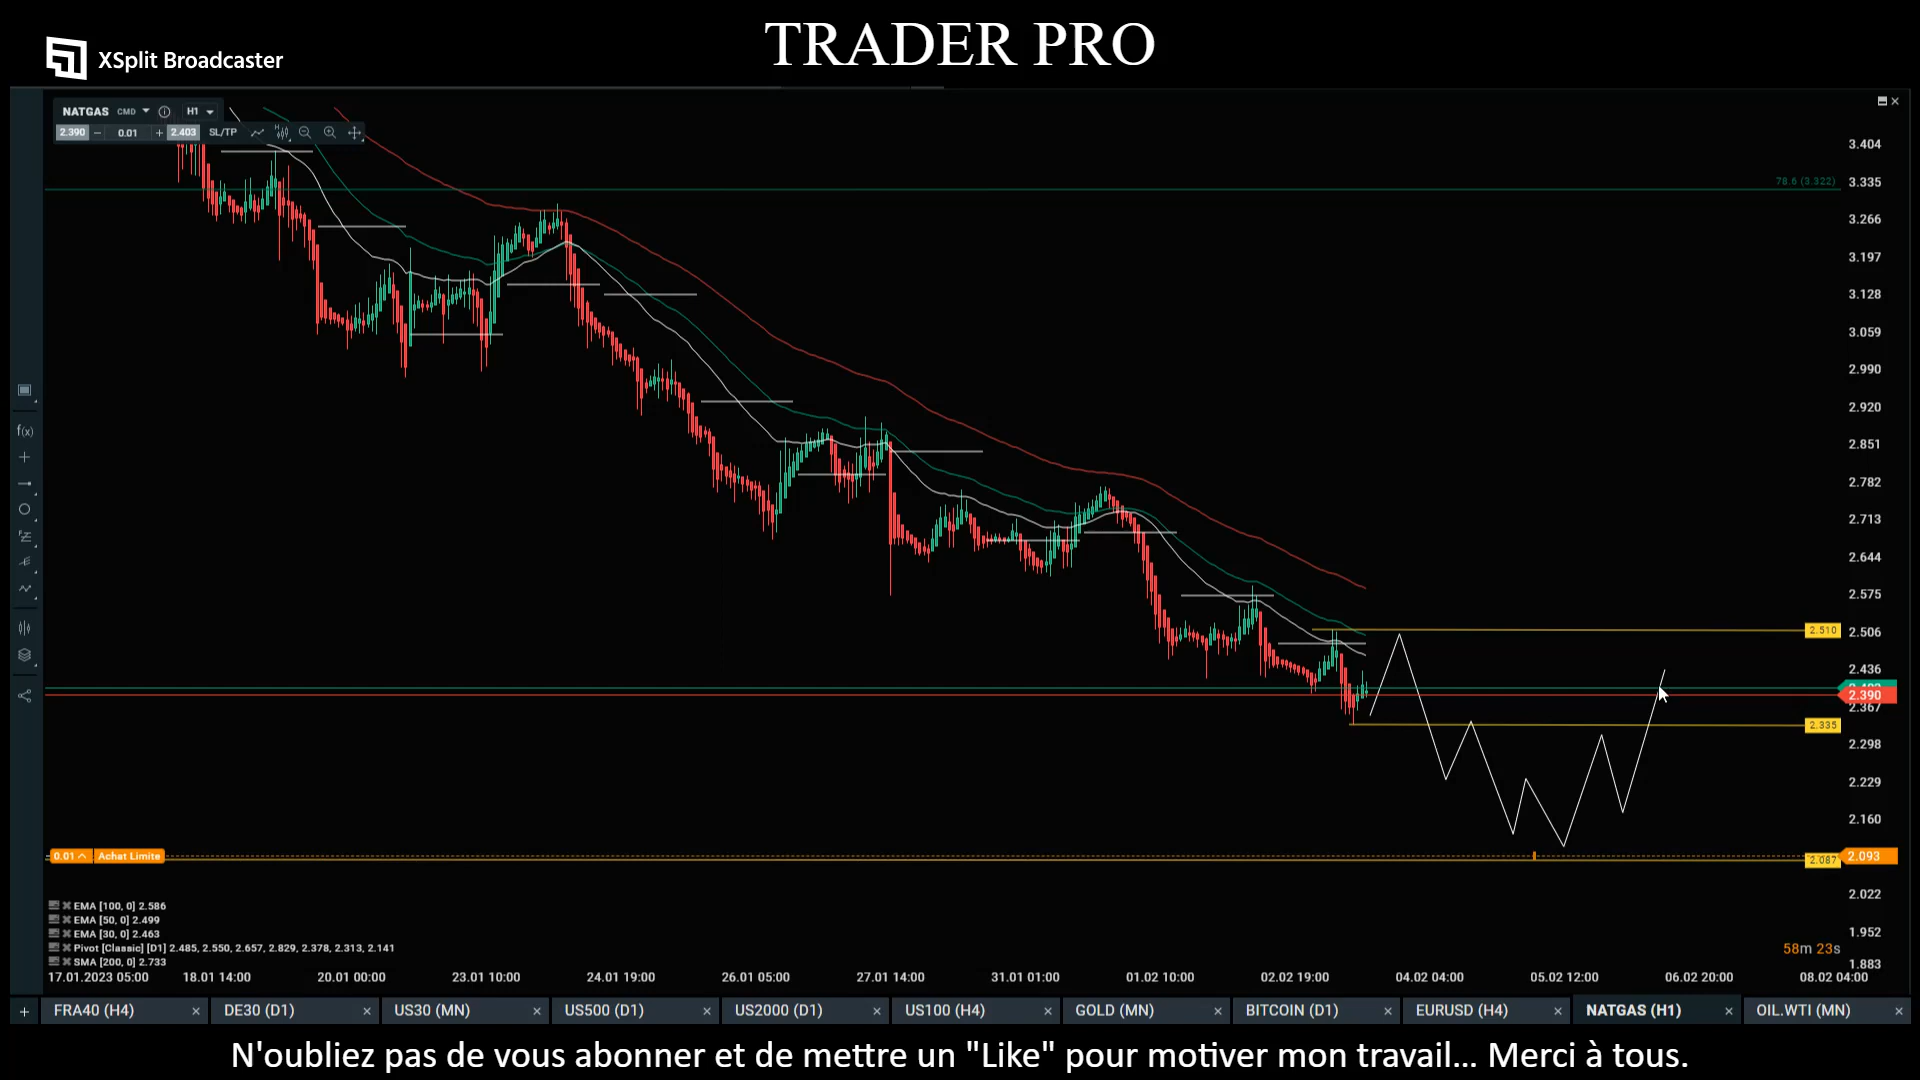 TRADER PRO
XSplit Broadcaster
NATGAS CMD H1
2.390 − 0.01 + 2.403 SL/TP
3.404
78.6 (3.322)
3.335
3.266
3.197
3.128
3.059
2.990
2.920
2.851
2.782
2.713
2.644
2.575
2.510
2.506
2.436
2.390
2.367
2.335
2.298
2.229
2.160
0.01 Achat Limite
2.087
2.093
2.022
1.952
1.883
f(x)
EMA [100, 0] 2.586
EMA [50, 0] 2.499
EMA [30, 0] 2.463
Pivot [Classic] [D1] 2.485, 2.550, 2.657, 2.829, 2.378, 2.313, 2.141
SMA [200, 0] 2.733
58m 23s
17.01.2023 05:00 18.01 14:00 20.01 00:00 23.01 10:00 24.01 19:00 26.01 05:00 27.01 14:00 31.01 01:00 01.02 10:00 02.02 19:00 04.02 04:00 05.02 12:00 06.02 20:00 08.02 04:00
+ FRA40 (H4) × DE30 (D1) × US30 (MN) × US500 (D1) × US2000 (D1) × US100 (H4) × GOLD (MN) × BITCOIN (D1) × EURUSD (H4) × NATGAS (H1) × OIL.WTI (MN) ×
N'oubliez pas de vous abonner et de mettre un "Like" pour motiver mon travail... Merci à tous.